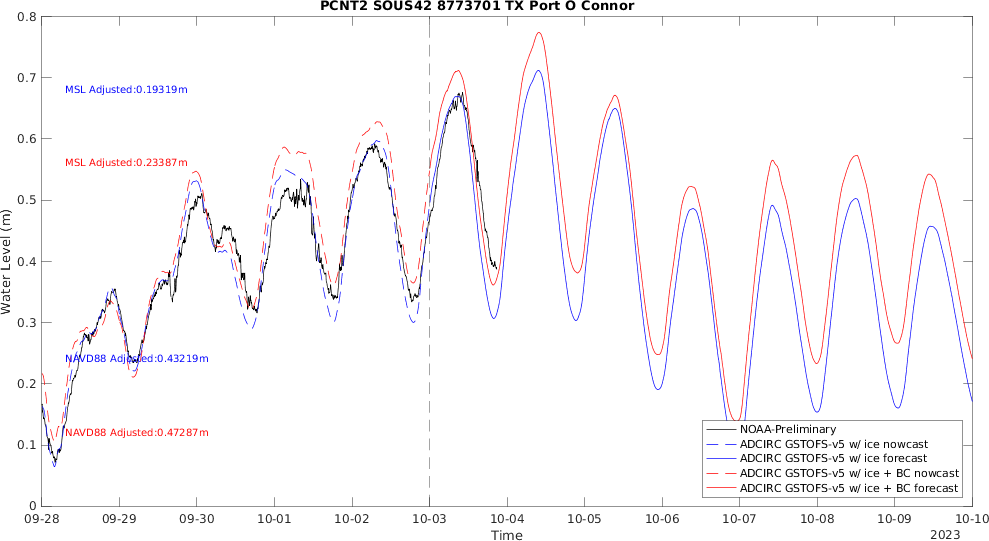 PCNT2 SOUS42 8773701 TX Port O Connor
0.8
0.7
0.6
0.5
0.4
0.3
0.2
0.1
0
Water Level (m)
MSL Adjusted:0.19319m
MSL Adjusted:0.23387m
NAVD88 Adjusted:0.43219m
NAVD88 Adjusted:0.47287m
NOAA-Preliminary
ADCIRC GSTOFS-v5 w/ ice nowcast
ADCIRC GSTOFS-v5 w/ ice forecast
ADCIRC GSTOFS-v5 w/ ice + BC nowcast
ADCIRC GSTOFS-v5 w/ ice + BC forecast
09-28 09-29 09-30 10-01 10-02 10-03 10-04 10-05 10-06 10-07 10-08 10-09 10-10
Time
2023